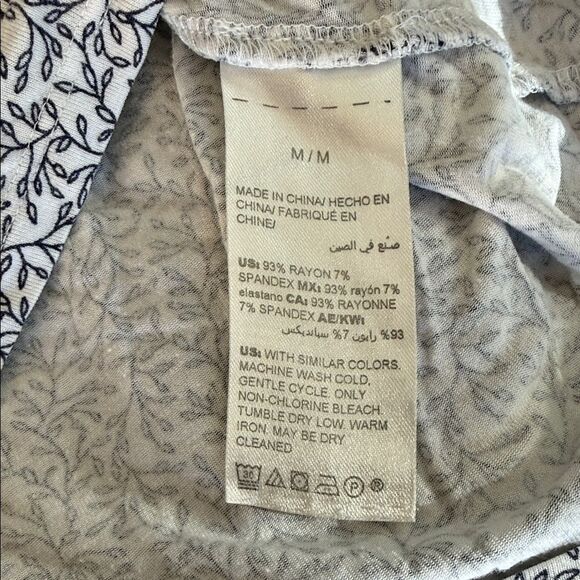 M/M
MADE IN CHINA/ HECHO EN
CHINA/ FABRIQUÉ EN
CHINE/
صنع في الصين
US: 93% RAYON 7%
SPANDEX MX: 93% rayón 7%
elastano CA: 93% RAYONNE
7% SPANDEX AE/KW:
93% رايون 7% سبانديكس
US: WITH SIMILAR COLORS.
MACHINE WASH COLD,
GENTLE CYCLE. ONLY
NON-CHLORINE BLEACH.
TUMBLE DRY LOW. WARM
IRON. MAY BE DRY
CLEANED
30 P ®